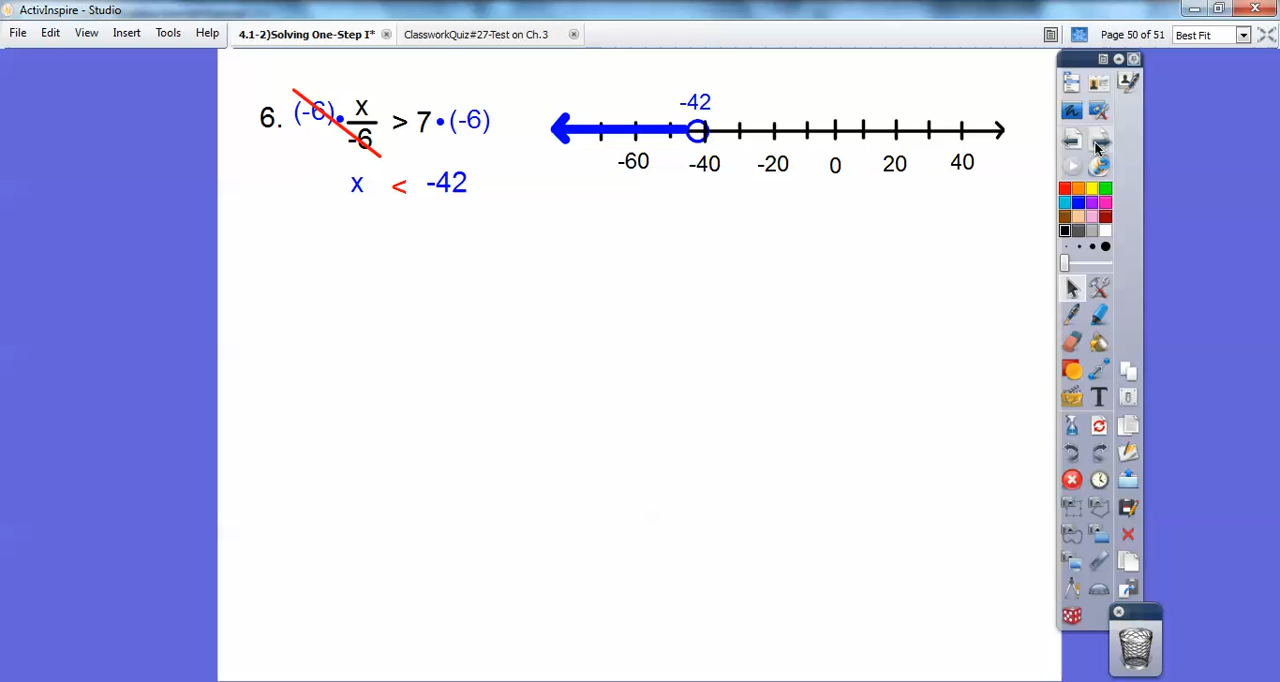 ActivInspire - Studio
File Edit View Insert Tools Help
4.1-2)Solving One-Step I* ClassworkQuiz#27-Test on Ch.3 Page 50 of 51 Best Fit
6. (-6)• x/-6 > 7•(-6)
x < -42
-42
-60 -40 -20 0 20 40